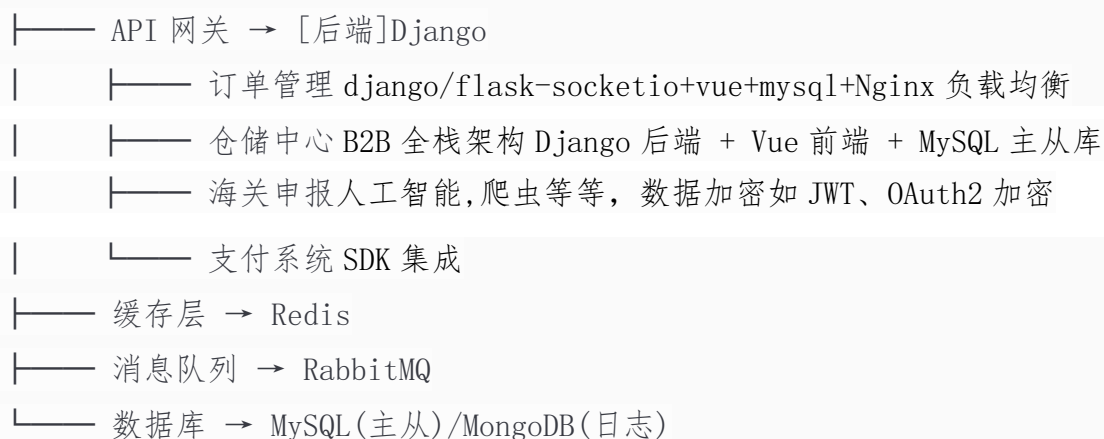 ├── API 网关 → [后端]Django
│ ├── 订单管理 django/flask-socketio+vue+mysql+Nginx 负载均衡
│ ├── 仓储中心 B2B 全栈架构 Django 后端 + Vue 前端 + MySQL 主从库
│ ├── 海关申报人工智能,爬虫等等，数据加密如 JWT、OAuth2 加密
│ └── 支付系统 SDK 集成
├── 缓存层 → Redis
├── 消息队列 → RabbitMQ
└── 数据库 → MySQL(主从)/MongoDB(日志)